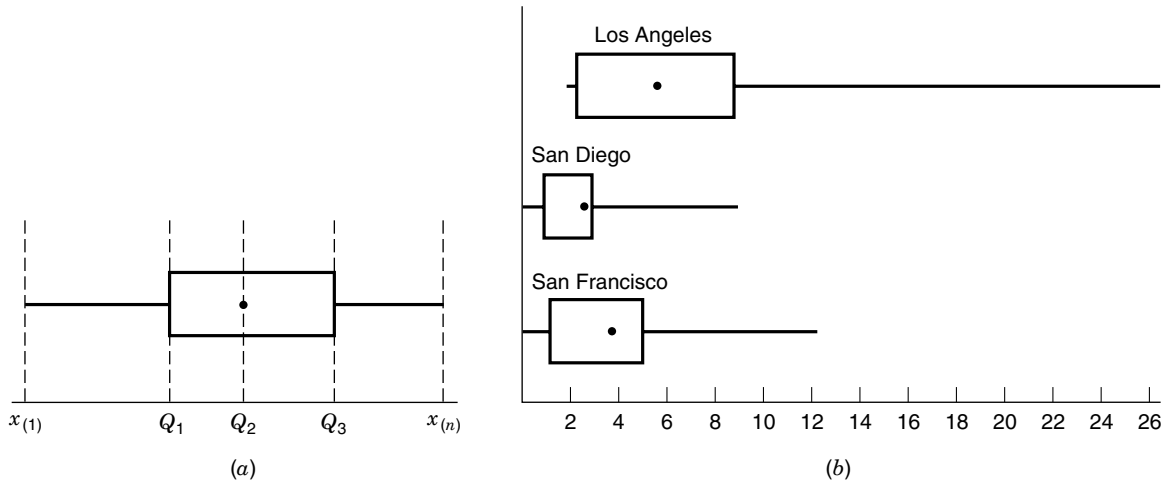 Los Angeles
San Diego
San Francisco
x(1) Q1 Q2 Q3 x(n)
2 4 6 8 10 12 14 16 18 20 22 24 26
(a)
(b)